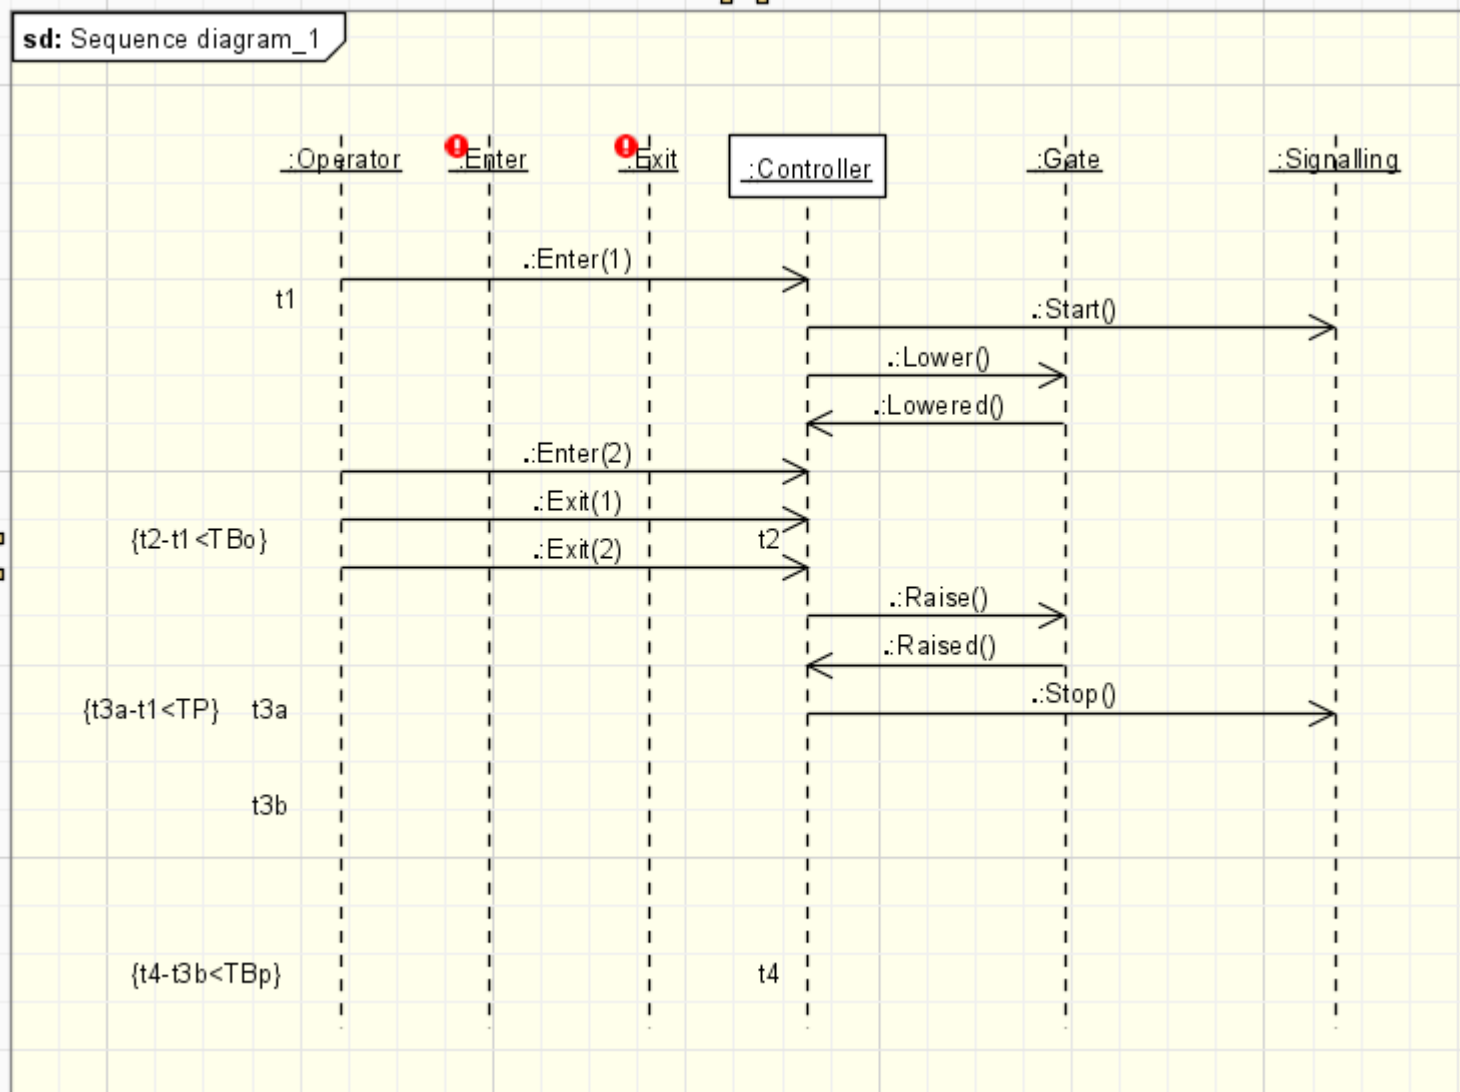 sd: Sequence diagram_1
:Operator
:Enter
:Exit
:Controller
:Gate
:Signalling
.:Enter(1)
t1
.:Start()
.:Lower()
.:Lowered()
.:Enter(2)
.:Exit(1)
{t2-t1<TBo}
t2
.:Exit(2)
.:Raise()
.:Raised()
.:Stop()
{t3a-t1<TP}
t3a
t3b
{t4-t3b<TBp}
t4